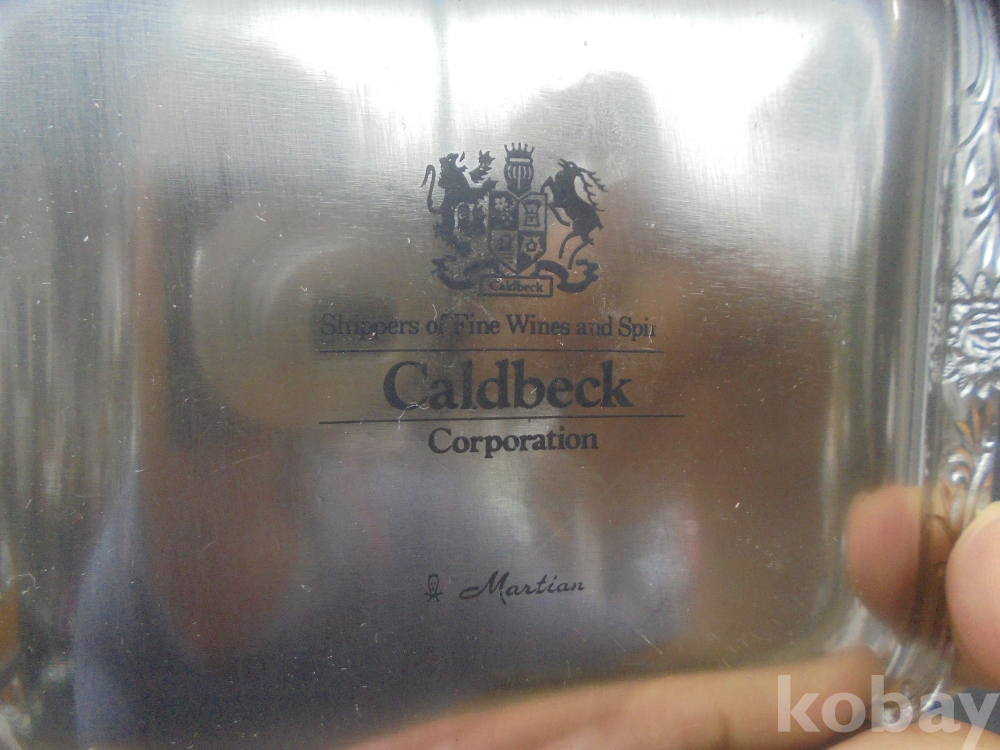 Caldbeck
Shippers of Fine Wines and Spi
Caldbeck
Corporation
Martian
kobay